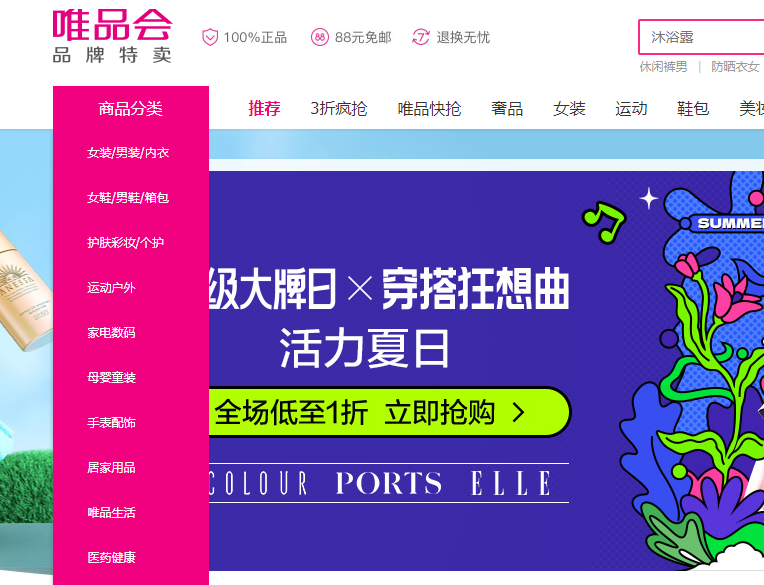 唯品会
品牌特卖
100%正品
88元免邮
7
退换无忧
沐浴露
休闲裤男 | 防晒衣女
商品分类
推荐
3折疯抢
唯品快抢
奢品
女装
运动
鞋包
美妆
女装/男装/内衣
女鞋/男鞋/箱包
护肤彩妆/个护
运动户外
家电数码
母婴童装
手表配饰
居家用品
唯品生活
医药健康
级大牌日×穿搭狂想曲
活力夏日
全场低至1折 立即抢购 >
COLOUR PORTS ELLE
SUMME